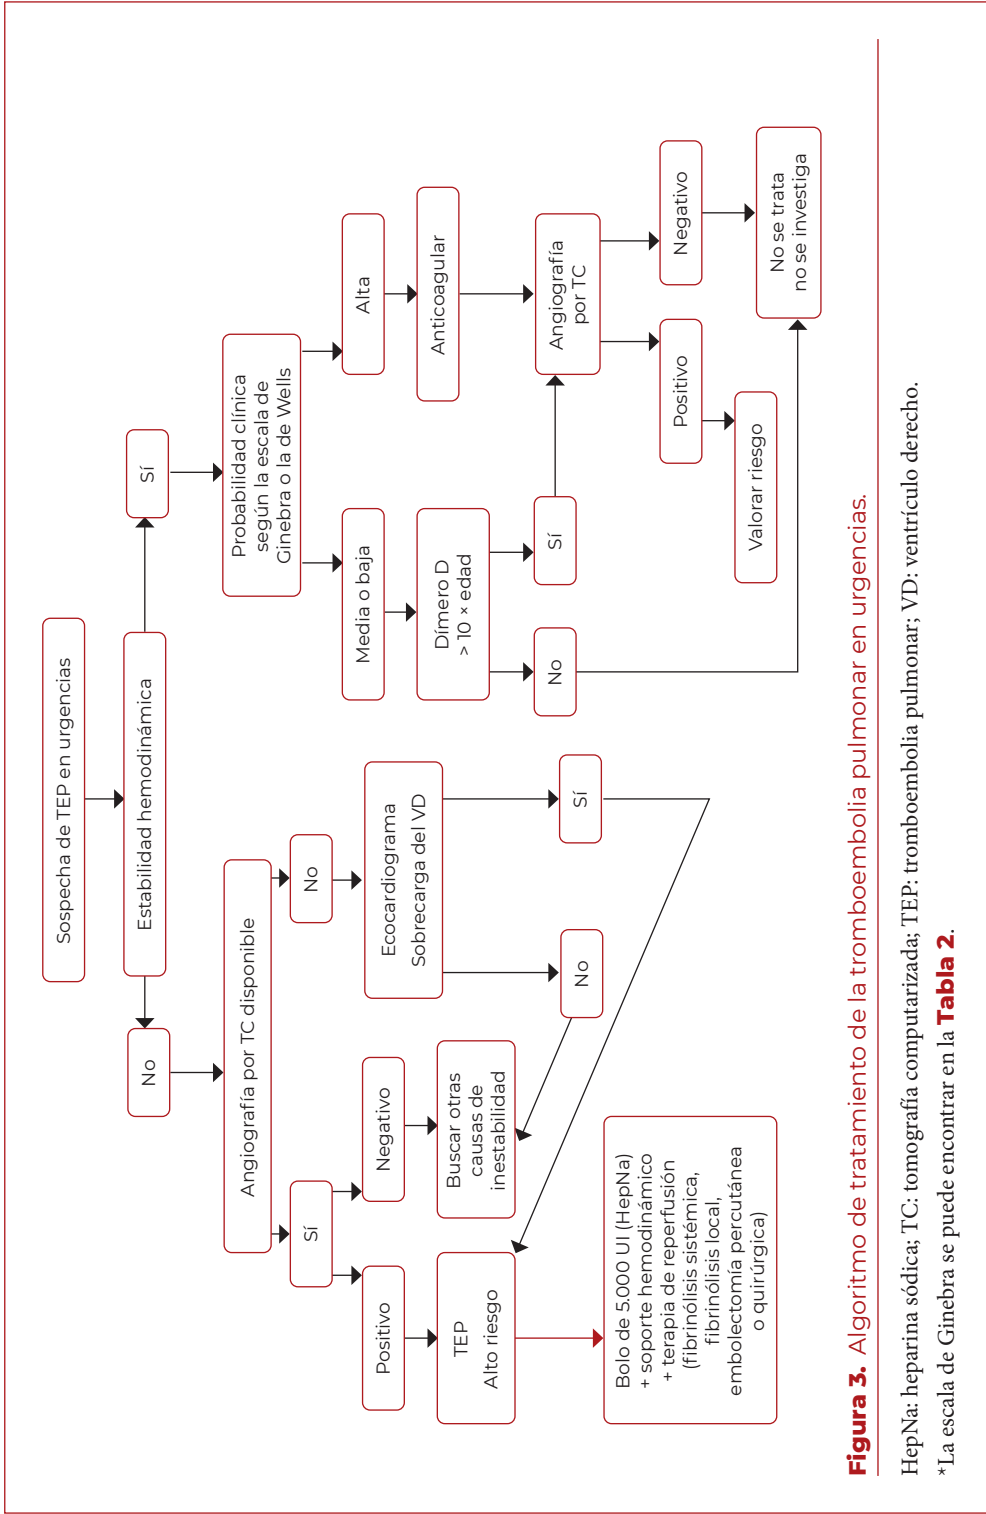 Sospecha de TEP en urgencias
Estabilidad hemodinámica
No
Sí
Angiografía por TC disponible
Sí
No
Positivo
Negativo
TEP
Alto riesgo
Buscar otras
causas de
inestabilidad
Ecocardiograma
Sobrecarga del VD
No
Sí
Bolo de 5.000 UI (HepNa)
+ soporte hemodinámico
+ terapia de reperfusión
(fibrinólisis sistémica,
fibrinólisis local,
embolectomía percutánea
o quirúrgica)
Probabilidad clínica
según la escala de
Ginebra o la de Wells
Media o baja
Alta
Dímero D
> 10 × edad
Anticoagular
No
Sí
Angiografía
por TC
Positivo
Negativo
Valorar riesgo
No se trata
no se investiga
Figura 3. Algoritmo de tratamiento de la tromboembolia pulmonar en urgencias.
HepNa: heparina sódica; TC: tomografía computarizada; TEP: tromboembolia pulmonar; VD: ventrículo derecho.
*La escala de Ginebra se puede encontrar en la Tabla 2.